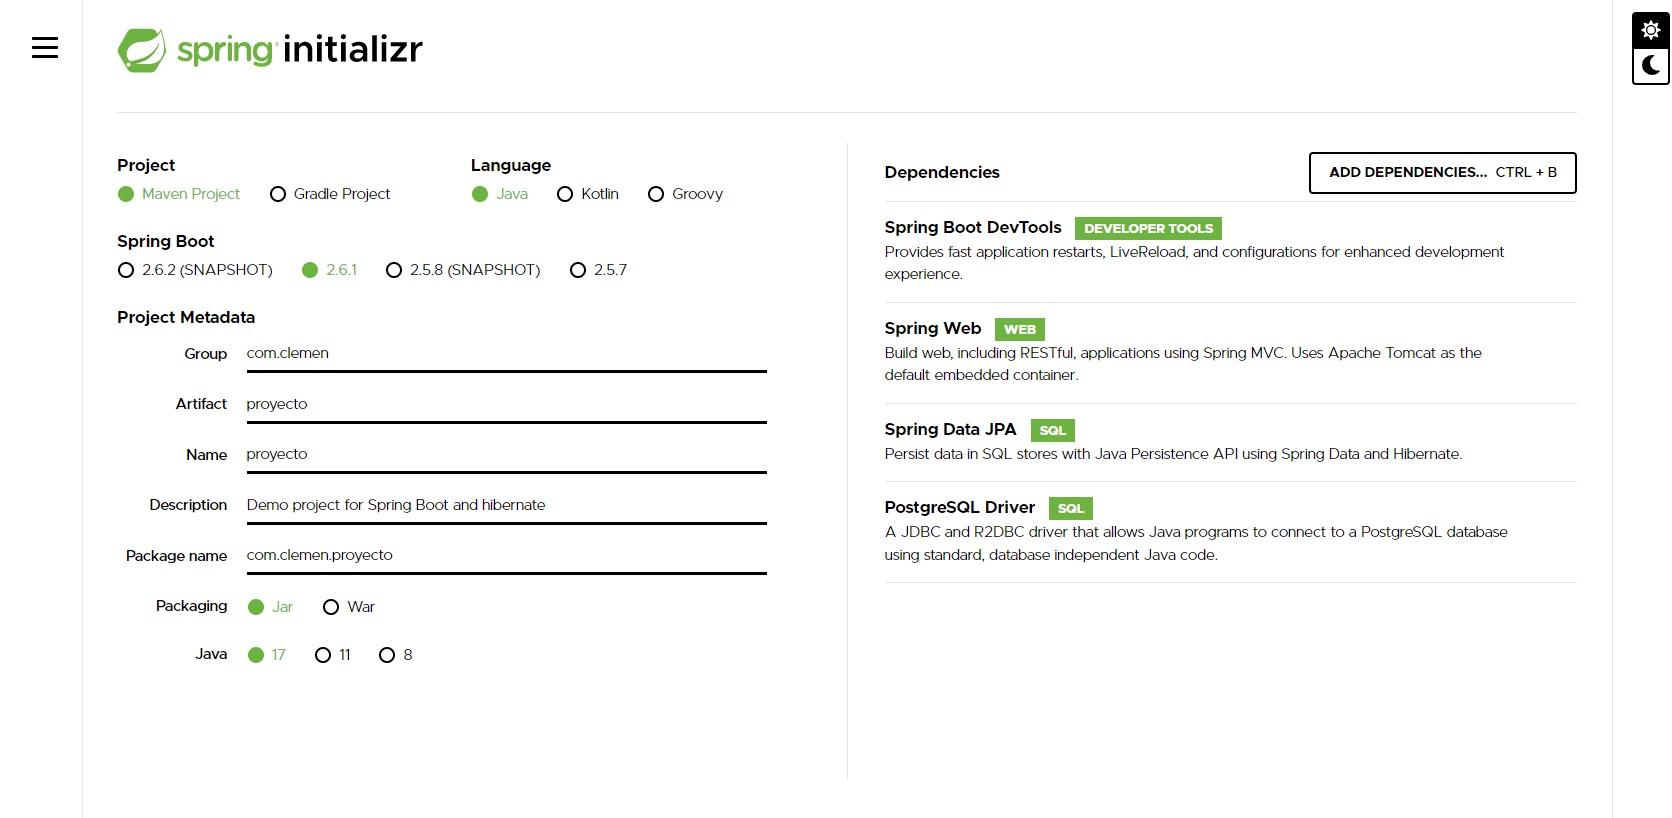 spring initializr
Project
Maven Project Gradle Project
Language
Java Kotlin Groovy
Spring Boot
2.6.2 (SNAPSHOT) 2.6.1 2.5.8 (SNAPSHOT) 2.5.7
Project Metadata
Group com.clemen
Artifact proyecto
Name proyecto
Description Demo project for Spring Boot and hibernate
Package name com.clemen.proyecto
Packaging Jar War
Java 17 11 8
Dependencies ADD DEPENDENCIES... CTRL + B
Spring Boot DevTools DEVELOPER TOOLS
Provides fast application restarts, LiveReload, and configurations for enhanced development
experience.
Spring Web WEB
Build web, including RESTful, applications using Spring MVC. Uses Apache Tomcat as the
default embedded container.
Spring Data JPA SQL
Persist data in SQL stores with Java Persistence API using Spring Data and Hibernate.
PostgreSQL Driver SQL
A JDBC and R2DBC driver that allows Java programs to connect to a PostgreSQL database
using standard, database independent Java code.